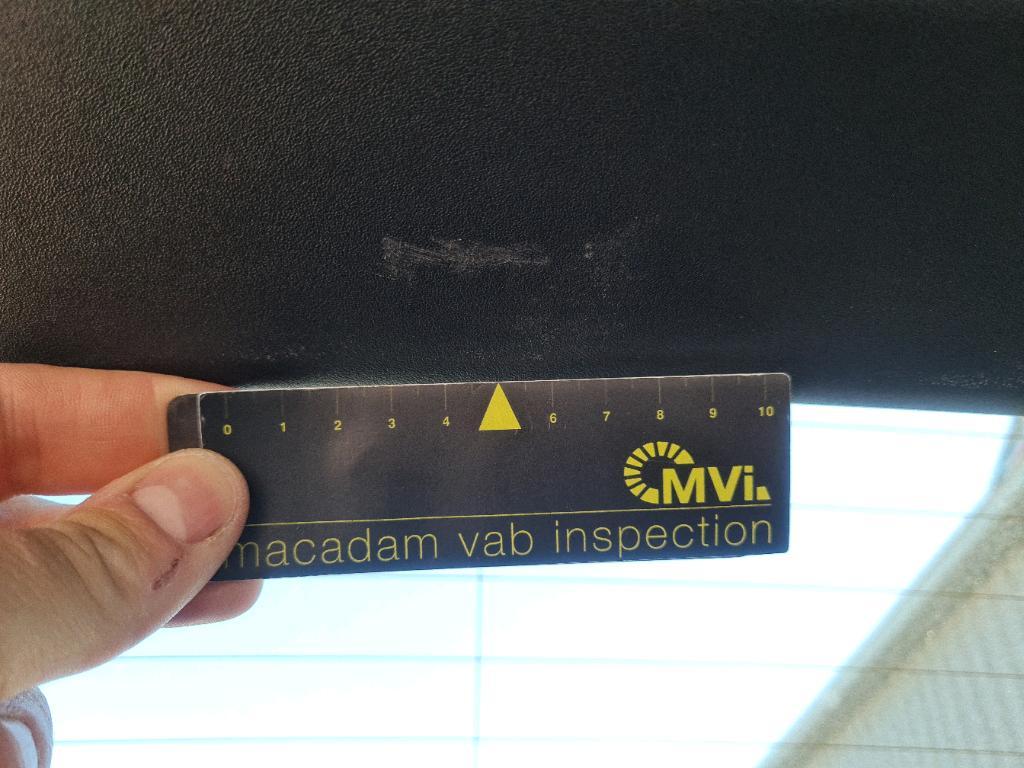 0 1 2 3 4 6 7 8 9 10
MVi
macadam vab inspection